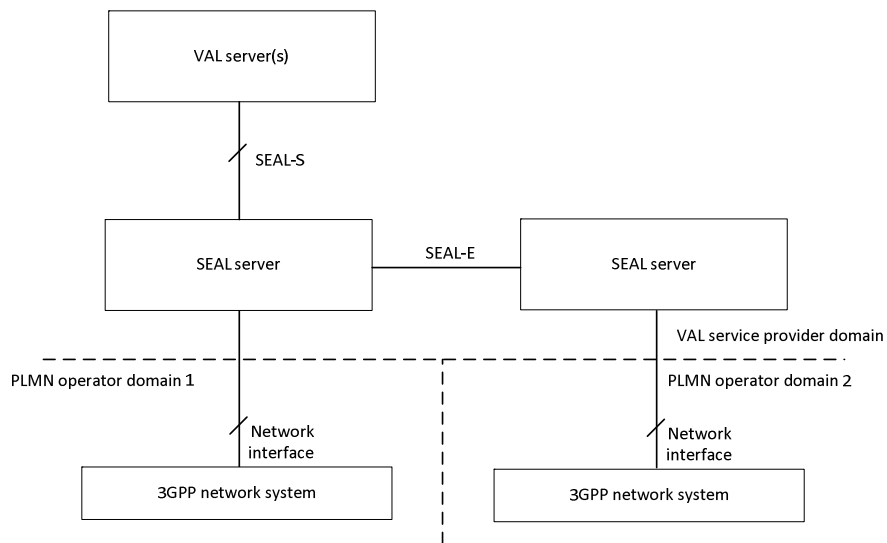 VAL server(s)
SEAL-S
SEAL server
SEAL-E
SEAL server
VAL service provider domain
PLMN operator domain 1
PLMN operator domain 2
Network
interface
Network
interface
3GPP network system
3GPP network system